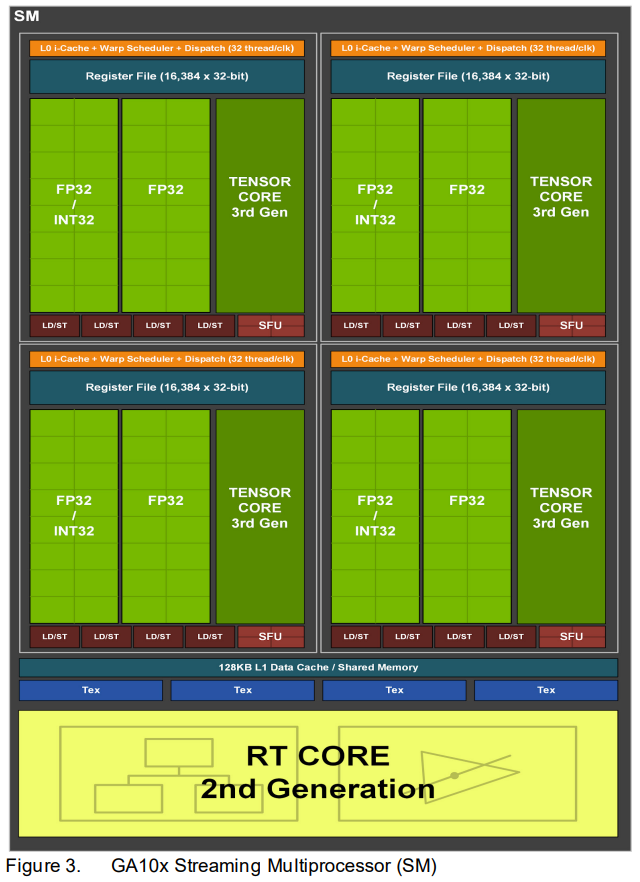 SM
L0 i-Cache + Warp Scheduler + Dispatch (32 thread/clk)
Register File (16,384 x 32-bit)
FP32
/
INT32
FP32
TENSOR
CORE
3rd Gen
LD/ST LD/ST LD/ST LD/ST SFU
L0 i-Cache + Warp Scheduler + Dispatch (32 thread/clk)
Register File (16,384 x 32-bit)
FP32
/
INT32
FP32
TENSOR
CORE
3rd Gen
LD/ST LD/ST LD/ST LD/ST SFU
L0 i-Cache + Warp Scheduler + Dispatch (32 thread/clk)
Register File (16,384 x 32-bit)
FP32
/
INT32
FP32
TENSOR
CORE
3rd Gen
LD/ST LD/ST LD/ST LD/ST SFU
L0 i-Cache + Warp Scheduler + Dispatch (32 thread/clk)
Register File (16,384 x 32-bit)
FP32
/
INT32
FP32
TENSOR
CORE
3rd Gen
LD/ST LD/ST LD/ST LD/ST SFU
128KB L1 Data Cache / Shared Memory
Tex Tex Tex Tex
RT CORE
2nd Generation
Figure 3. GA10x Streaming Multiprocessor (SM)